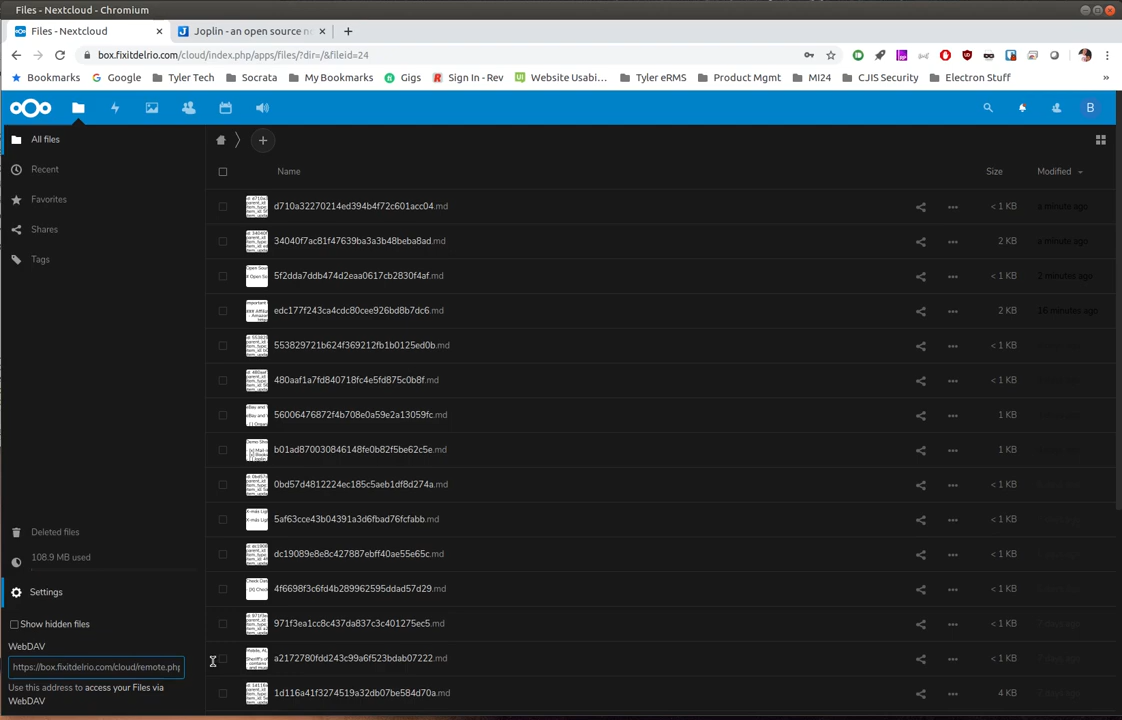 Files - Nextcloud - Chromium
Files - Nextcloud
Joplin - an open source n
box.fixitdelrio.com/cloud/index.php/apps/files/?dir=/&fileid=24
Bookmarks Google Tyler Tech Socrata My Bookmarks Gigs Sign In - Rev Website Usabi... Tyler eRMS Product Mgmt MI24 CJIS Security Electron Stuff »
B
All files
Recent
Favorites
Shares
Tags
Deleted files
108.9 MB used
Settings
Show hidden files
WebDAV
https://box.fixitdelrio.com/cloud/remote.php
Use this address to access your Files via
WebDAV
Name Size Modified
d710a32270214ed394b4f72c601acc04.md < 1 KB a minute ago
34040f7ac81f47639ba3a3b48beba8ad.md 2 KB a minute ago
5f2dda7ddb474d2eaa0617cb2830f4af.md < 1 KB 2 minutes ago
edc177f243ca4cdc80cee926bd8b7dc6.md 2 KB 16 minutes ago
553829721b624f369212fb1b0125ed0b.md < 1 KB
480aaf1a7fd840718fc4e5fd875c0b8f.md < 1 KB
56006476872f4b708e0a59e2a13059fc.md 1 KB
b01ad870030846148fe0b82f5be62c5e.md 1 KB
0bd57d4812224ec185c5aeb1df8d274a.md < 1 KB
5af63cce43b04391a3d6fbad76fcfabb.md < 1 KB
dc19089e8e8c427887ebff40ae55e65c.md < 1 KB
4f6698f3c6fd4b289962595ddad57d29.md < 1 KB
971f3ea1cc8c437da837c3c401275ec5.md < 1 KB
a2172780fdd243c99a6f523bdab07222.md < 1 KB
1d116a41f3274519a32db07be584d70a.md 4 KB